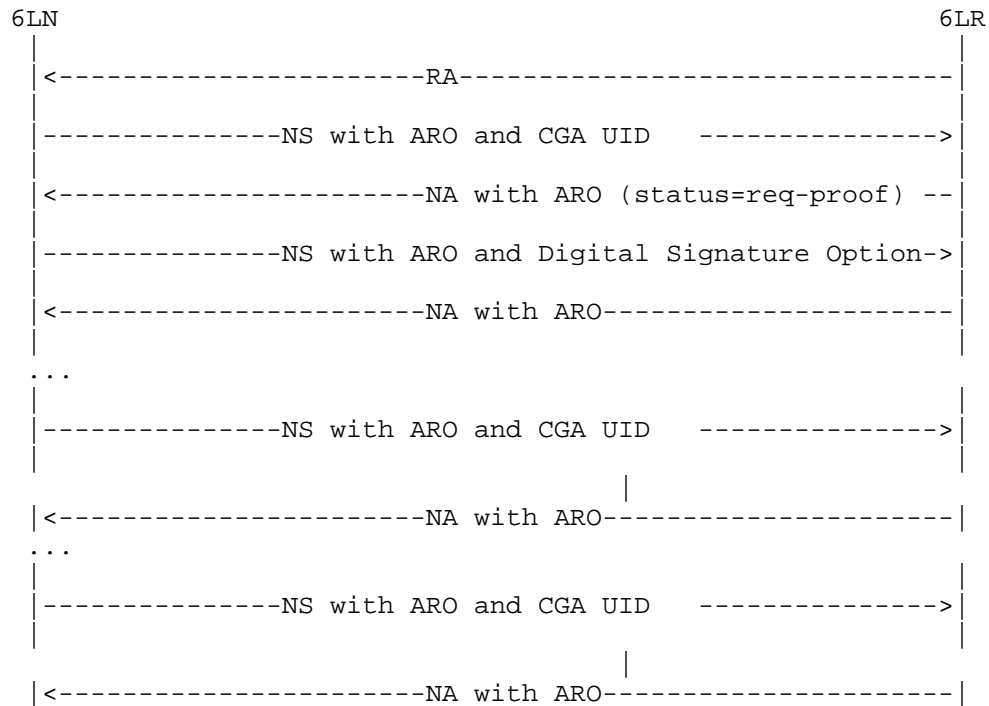 6LN 6LR
|<-----------------------RA-------------------------------|
|---------------NS with ARO and CGA UID --------------->|
|<-----------------------NA with ARO (status=req-proof) --|
|---------------NS with ARO and Digital Signature Option->|
|<-----------------------NA with ARO----------------------|
...
|---------------NS with ARO and CGA UID --------------->|
|<-----------------------NA with ARO----------------------|
...
|---------------NS with ARO and CGA UID --------------->|
|<-----------------------NA with ARO----------------------|